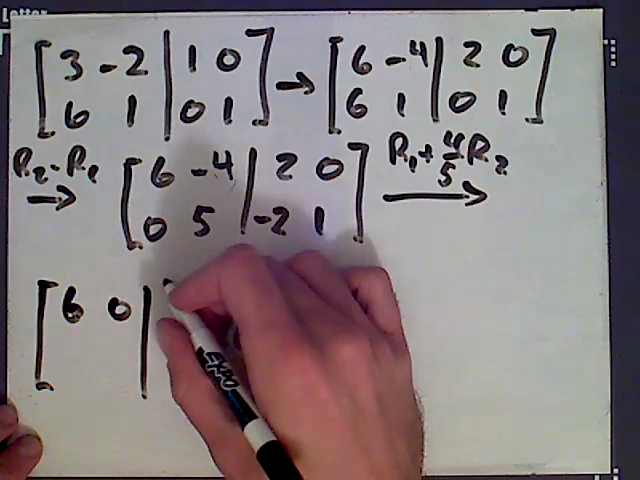 Letter
[3 -2 | 1 0] → [6 -4 | 2 0]
[6 1 | 0 1] [6 1 | 0 1]
R₂-R₁ → [6 -4 | 2 0] R₁+4/5R₂ →
[0 5 | -2 1]
[6 0 |
EXPO